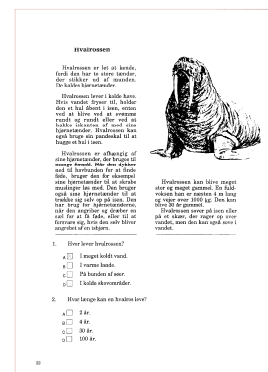 Hvalrossen
Hvalrossen er let at kende,
fordi den har to store tænder,
der stikker ud af munden.
De kaldes hjørnetænder.
Hvalrossen lever i kolde have.
Hvis vandet fryser til, holder
den et hul åbent i isen, enten
ved at blive ved at svømme
rundt og rundt eller ved at
hakke iskanten af med sine
hjørnetænder. Hvalrossen kan
også bruge sin pandeskal til at
bugge et hul i isen.
Hvalrossen er afhængig af
sine hjørnetænder, der bruges til
mange formål. Når den dykker
ned til havbunden for at finde
føde, bruger den for eksempel
sine hjørnetænder til at skrabe
muslinger løs med. Den bruger
også sine hjørnetænder til at
trække sig selv op på isen. Den
har brug for hjørnetænderne,
når den angriber og dræber en
sæl for at få føde, eller til at
forsvare sig, hvis den selv bliver
angrebet af en isbjørn.
Hvalrossen kan blive meget
stor og meget gammel. En fuld-
voksen han er næsten 4 m lang
og vejer over 1000 kg. Den kan
blive 30 år gammel.
Hvalrossen sover på isen eller
på et skær, der rager op over
vandet, men den kan også sove i
vandet.
1. Hvor lever hvalrossen?
A I meget koldt vand.
B I varme lande.
C På bunden af søer.
D I kolde skovområder.
2. Hvor længe kan en hvalros leve?
A 2 år.
B 4 år.
C 30 år.
D 100 år.